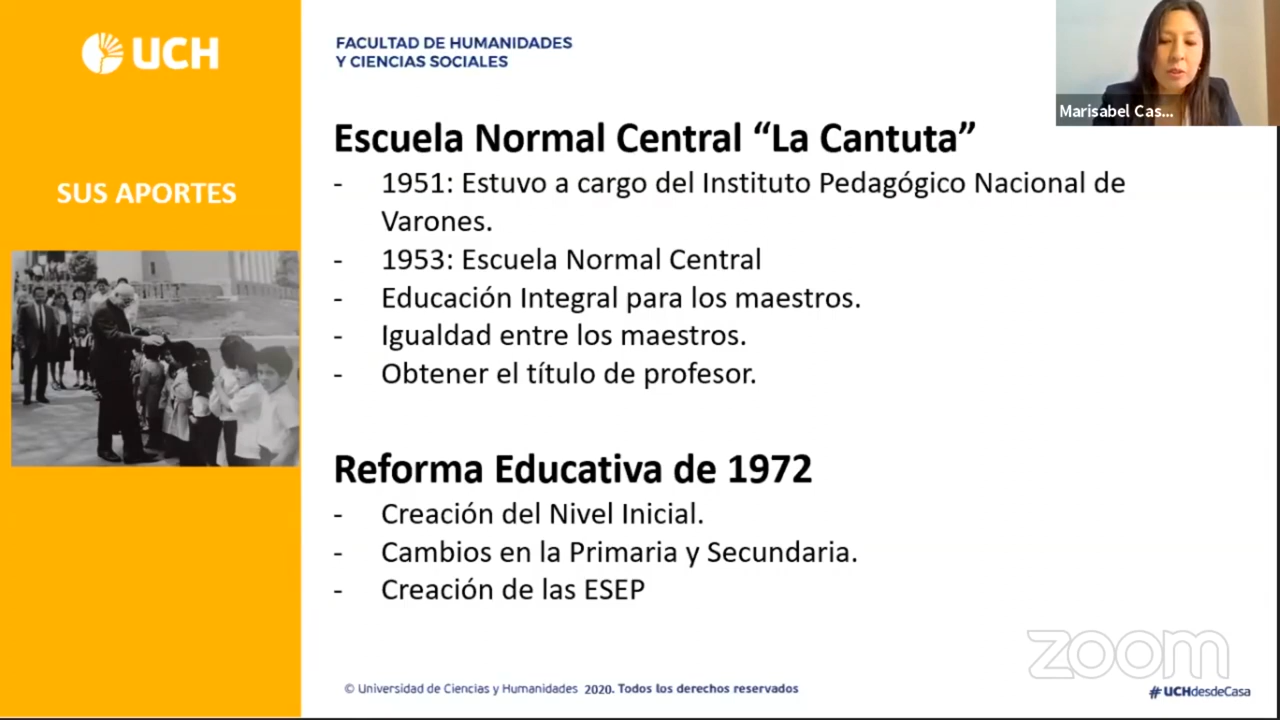 UCH
FACULTAD DE HUMANIDADES
Y CIENCIAS SOCIALES
Marisabel Cas...
SUS APORTES
Escuela Normal Central “La Cantuta”
- 1951: Estuvo a cargo del Instituto Pedagógico Nacional de
Varones.
- 1953: Escuela Normal Central
- Educación Integral para los maestros.
- Igualdad entre los maestros.
- Obtener el título de profesor.
Reforma Educativa de 1972
- Creación del Nivel Inicial.
- Cambios en la Primaria y Secundaria.
- Creación de las ESEP
zoom
© Universidad de Ciencias y Humanidades 2020. Todos los derechos reservados
#UCHdesdeCasa